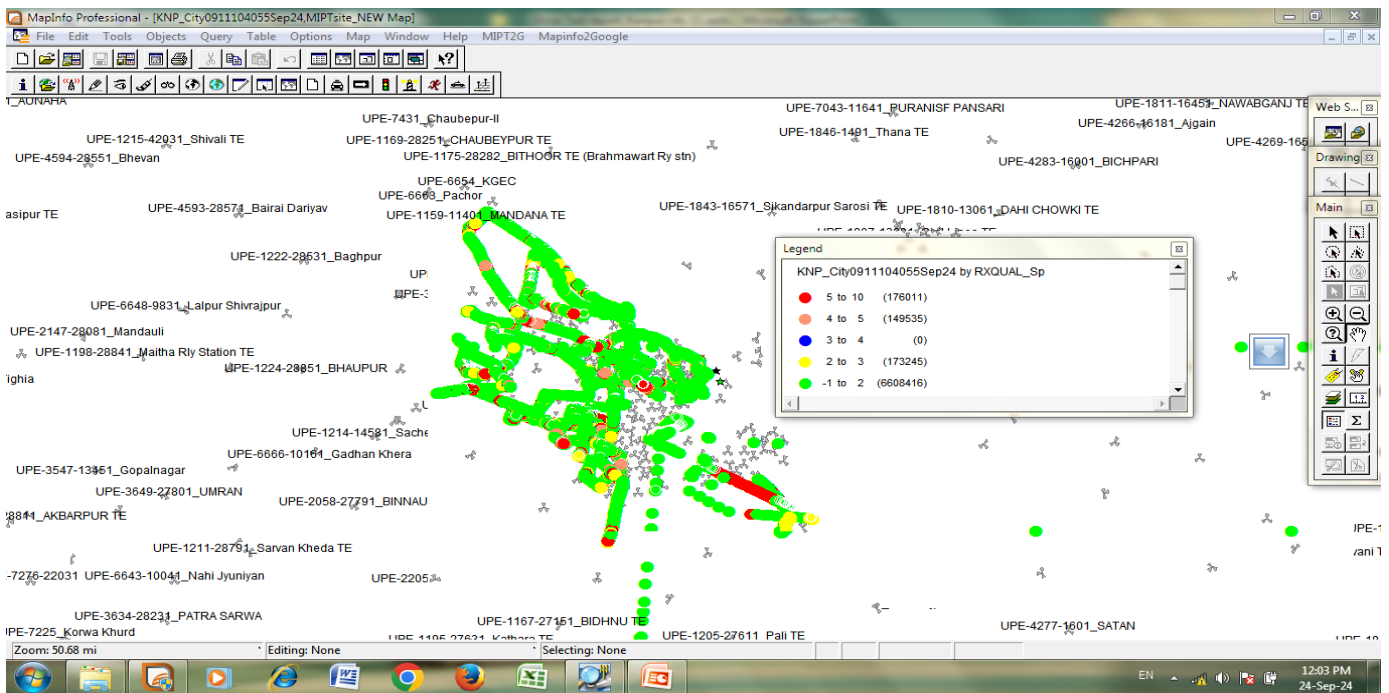 MapInfo Professional - [KNP_City0911104055Sep24,MIPTsite_NEW Map]
File Edit Tools Objects Query Table Options Map Window Help MIPT2G Mapinfo2Google
UPE-7431_Chaubepur-II
UPE-7043-11641_PURANISF PANSARI
UPE-1811-16451_NAWABGANJ TE
UPE-4266-16181_Ajgain
UPE-1215-42031_Shivali TE
UPE-1169-28251_CHAUBEYPUR TE
UPE-1846-1491_Thana TE
UPE-4269-165
UPE-4594-28551_Bhevan
UPE-1175-28282_BITHOOR TE (Brahmawart Ry stn)
UPE-4283-16001_BICHPARI
UPE-6654_KGEC
UPE-6663_Pachor
asipur TE
UPE-4593-28571_Bairai Dariyav
UPE-1159-11401_MANDANA TE
UPE-1843-16571_Sikandarpur Sarosi TE
UPE-1810-13061_DAHI CHOWKI TE
UPE-1222-28531_Baghpur
UPE-6648-9831_Lalpur Shivrajpur
UPE-2147-28081_Mandauli
UPE-1198-28841_Maitha Rly Station TE
UPE-1224-28851_BHAUPUR
UPE-1214-14581_Sache
UPE-6666-10161_Gadhan Khera
UPE-3547-13451_Gopalnagar
UPE-3649-27801_UMRAN
UPE-2058-27791_BINNAU
AKBARPUR TE
UPE-1211-28791_Sarvan Kheda TE
-7276-22031 UPE-6643-10041_Nahi Jyuniyan
UPE-2205
UPE-3634-28231_PATRA SARWA
UPE-1167-27151_BIDHNU TE
UPE-4277-1601_SATAN
UPE-7225_Korwa Khurd
UPE-1205-27611_Pali TE
Legend
KNP_City0911104055Sep24 by RXQUAL_Sp
5 to 10 (176011)
4 to 5 (149535)
3 to 4 (0)
2 to 3 (173245)
-1 to 2 (6608416)
Web S...
Drawing
Main
Zoom: 50.68 mi
Editing: None
Selecting: None
EN
12:03 PM
24-Sep-24